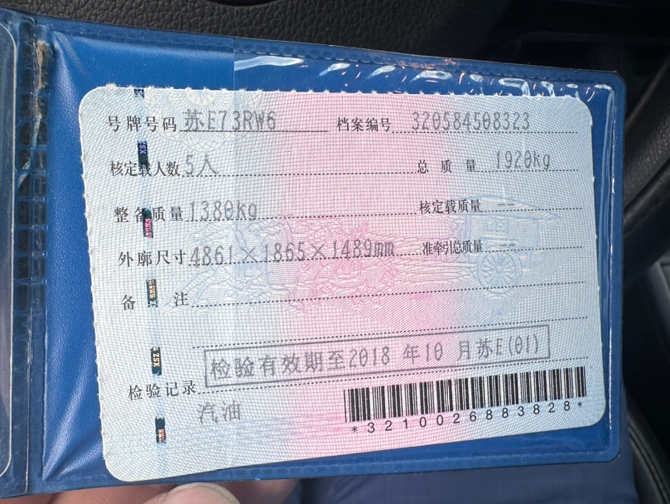 号牌号码 苏E73RW6 档案编号 320584508323
核定载人数 5人 总质量 1920kg
整备质量 1380kg 核定载质量 --
外廓尺寸 4861×1865×1489mm 准牵引总质量 --
备注
检验有效期至2018年10月苏E(01)
检验记录
汽油
*3210026883828*